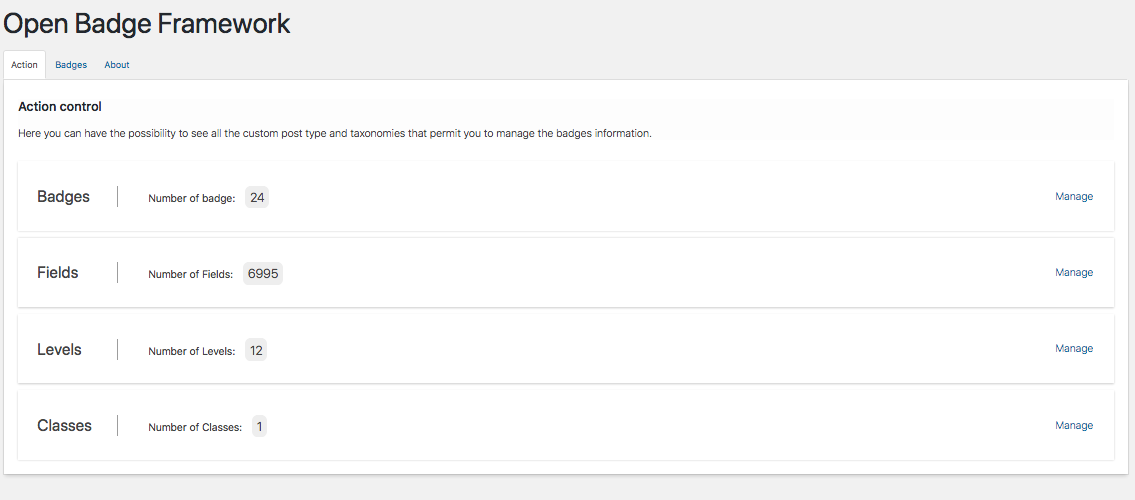 Open Badge Framework
Action Badges About
Action control
Here you can have the possibility to see all the custom post type and taxonomies that permit you to manage the badges information.
Badges Number of badge: 24 Manage
Fields Number of Fields: 6995 Manage
Levels Number of Levels: 12 Manage
Classes Number of Classes: 1 Manage